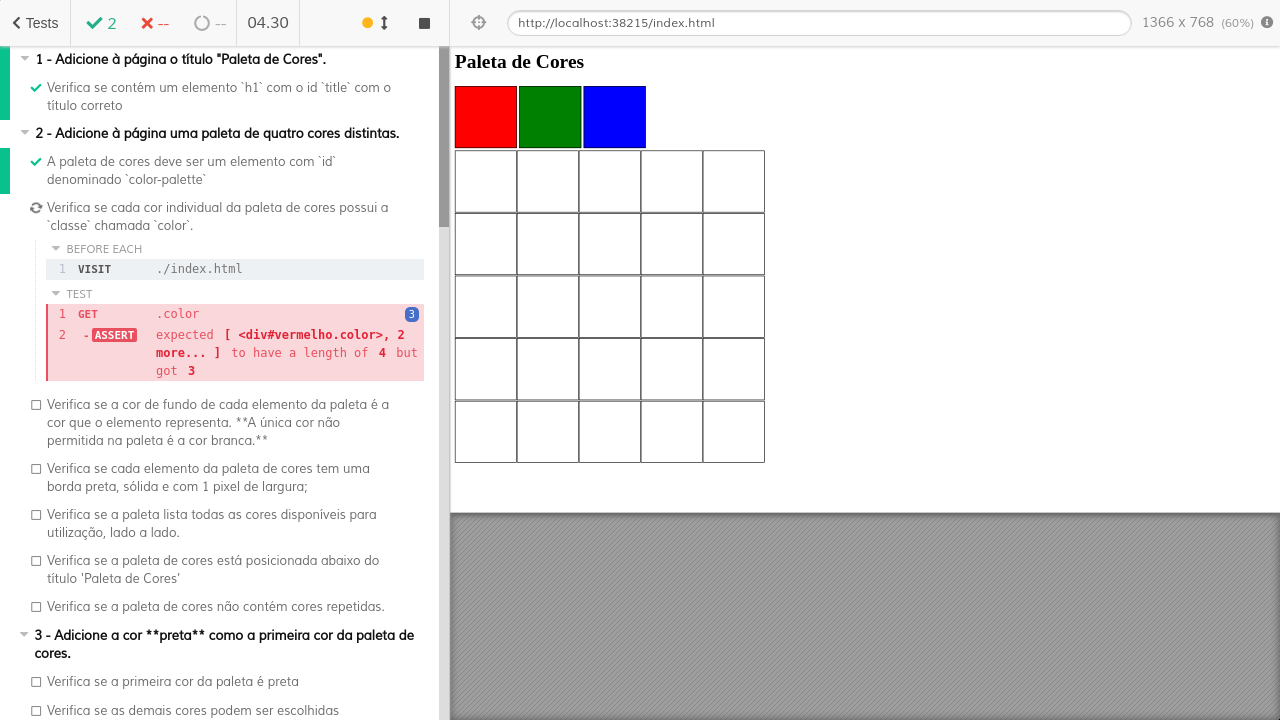 Tests
2
--
--
04.30
http://localhost:38215/index.html
1366 x 768 (60%)
1 - Adicione à página o título "Paleta de Cores".
Verifica se contém um elemento `h1` com o id `title` com o
título correto
2 - Adicione à página uma paleta de quatro cores distintas.
A paleta de cores deve ser um elemento com `id`
denominado `color-palette`
Verifica se cada cor individual da paleta de cores possui a
`classe` chamada `color`.
BEFORE EACH
1 VISIT ./index.html
TEST
1 GET .color 3
2 -ASSERT expected [ <div#vermelho.color>, 2
more... ] to have a length of 4 but
got 3
Verifica se a cor de fundo de cada elemento da paleta é a
cor que o elemento representa. **A única cor não
permitida na paleta é a cor branca.**
Verifica se cada elemento da paleta de cores tem uma
borda preta, sólida e com 1 pixel de largura;
Verifica se a paleta lista todas as cores disponíveis para
utilização, lado a lado.
Verifica se a paleta de cores está posicionada abaixo do
título 'Paleta de Cores'
Verifica se a paleta de cores não contém cores repetidas.
3 - Adicione a cor **preta** como a primeira cor da paleta de
cores.
Verifica se a primeira cor da paleta é preta
Verifica se as demais cores podem ser escolhidas
Paleta de Cores